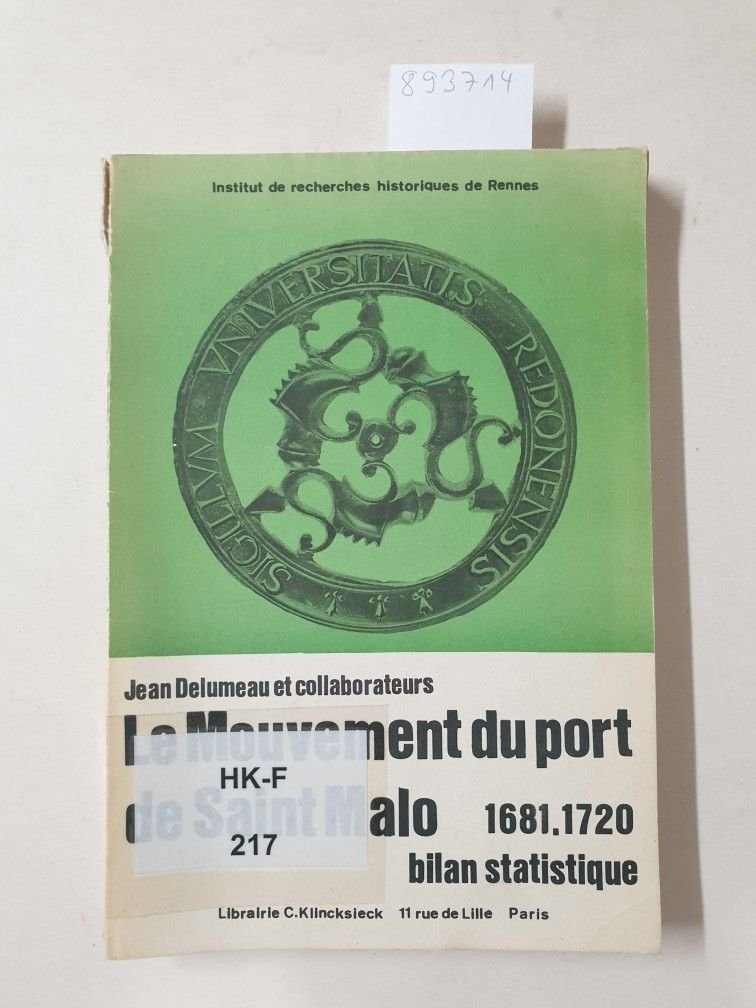 893714
Institut de recherches historiques de Rennes
SIGILVM VNIVERSITATIS REDONENSIS
Jean Delumeau et collaborateurs
Le Mouvement du port
de Saint Malo 1681.1720
HK-F
217
bilan statistique
Librairie C.Klincksieck 11 rue de Lille Paris